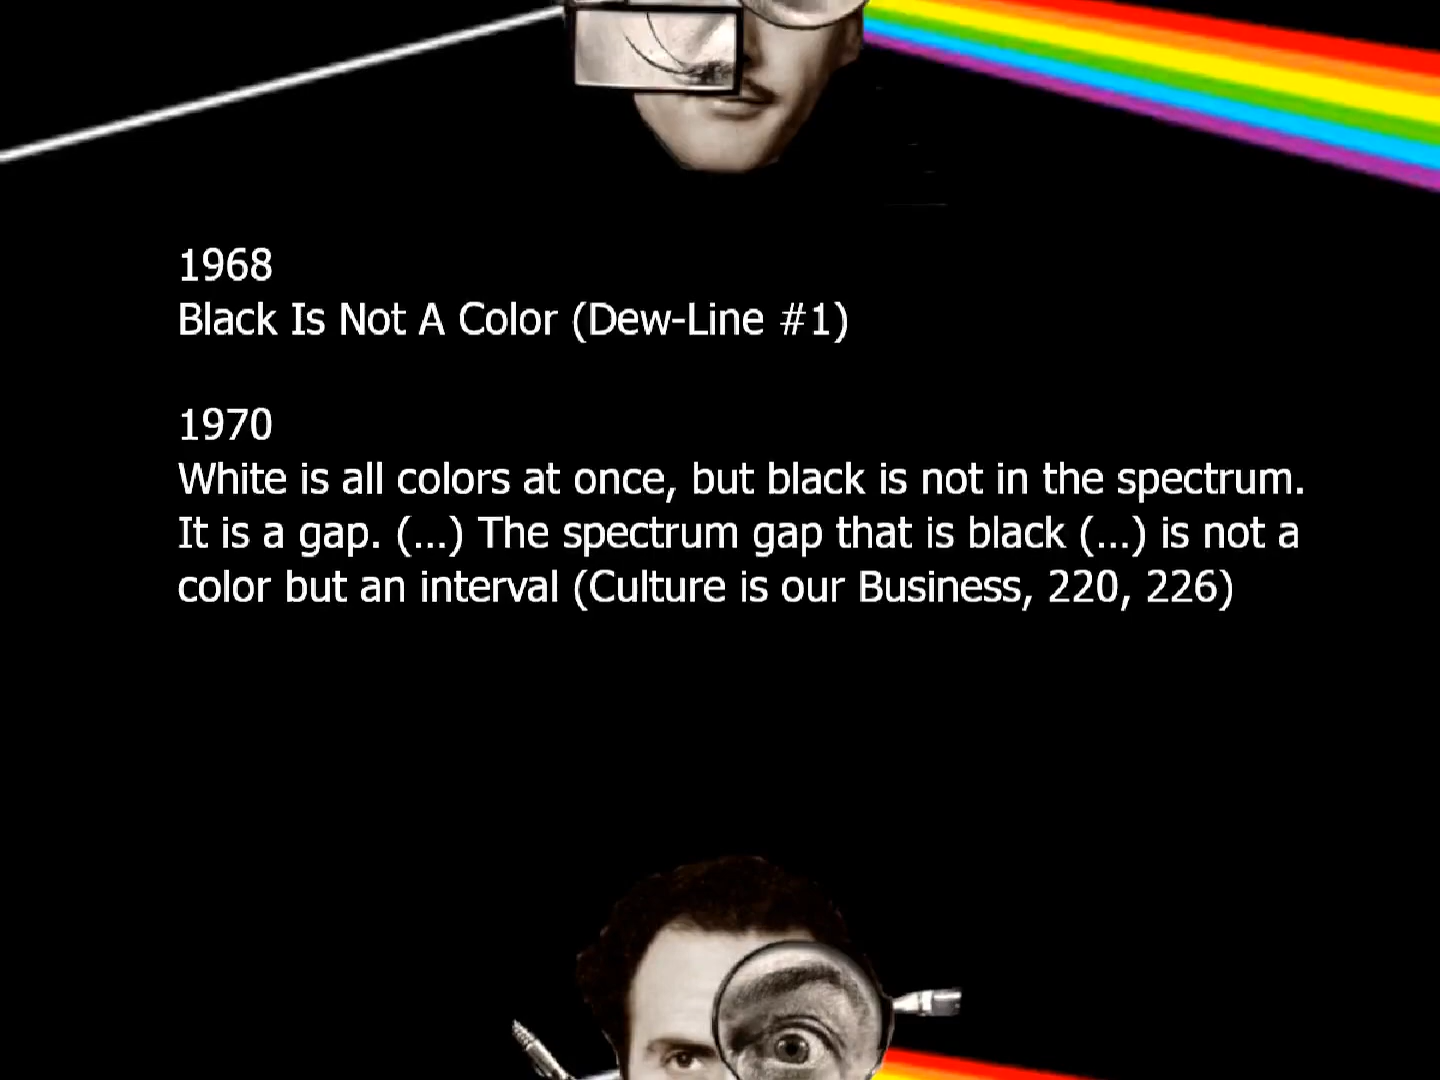 1968
Black Is Not A Color (Dew-Line #1)
1970
White is all colors at once, but black is not in the spectrum.
It is a gap. (...) The spectrum gap that is black (...) is not a
color but an interval (Culture is our Business, 220, 226)